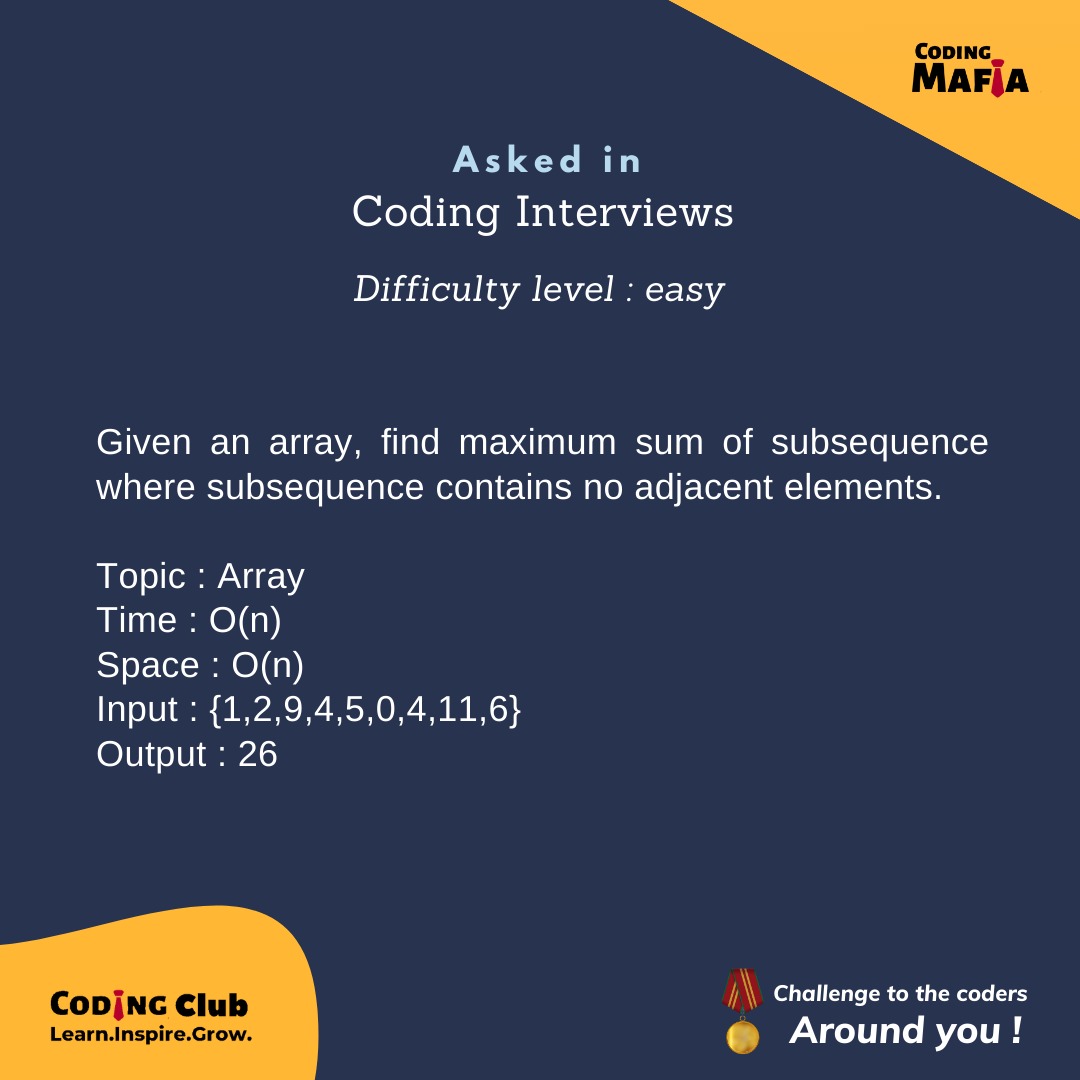 CODING
MAFIA
Asked in
Coding Interviews
Difficulty level : easy
Given an array, find maximum sum of subsequence
where subsequence contains no adjacent elements.
Topic : Array
Time : O(n)
Space : O(n)
Input : {1,2,9,4,5,0,4,11,6}
Output : 26
CODING Club
Learn.Inspire.Grow.
Challenge to the coders
Around you !